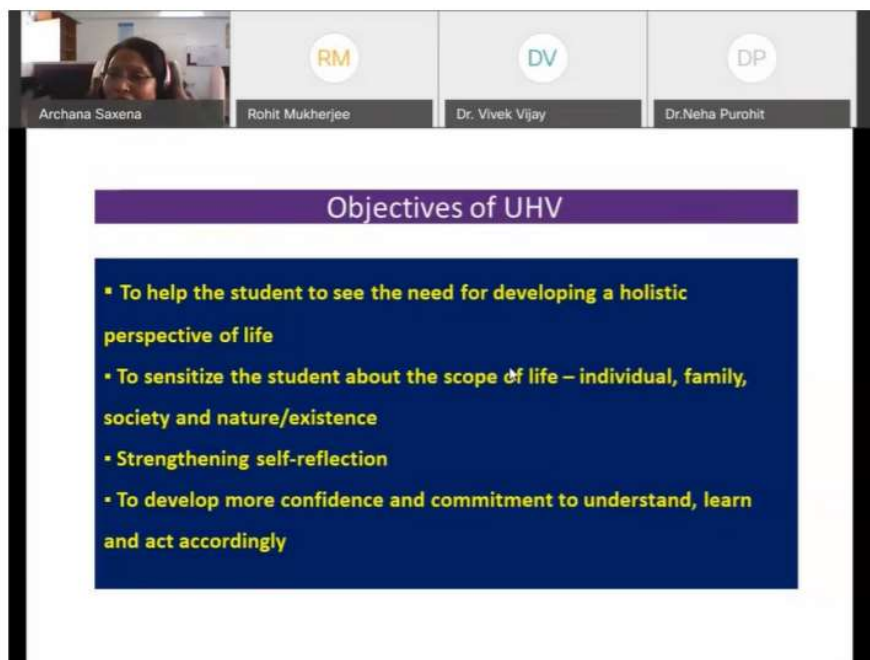 RM
DV
DP
Archana Saxena
Rohit Mukherjee
Dr. Vivek Vijay
Dr.Neha Purohit
Objectives of UHV
▪ To help the student to see the need for developing a holistic
perspective of life
▪ To sensitize the student about the scope of life – individual, family,
society and nature/existence
▪ Strengthening self-reflection
▪ To develop more confidence and commitment to understand, learn
and act accordingly